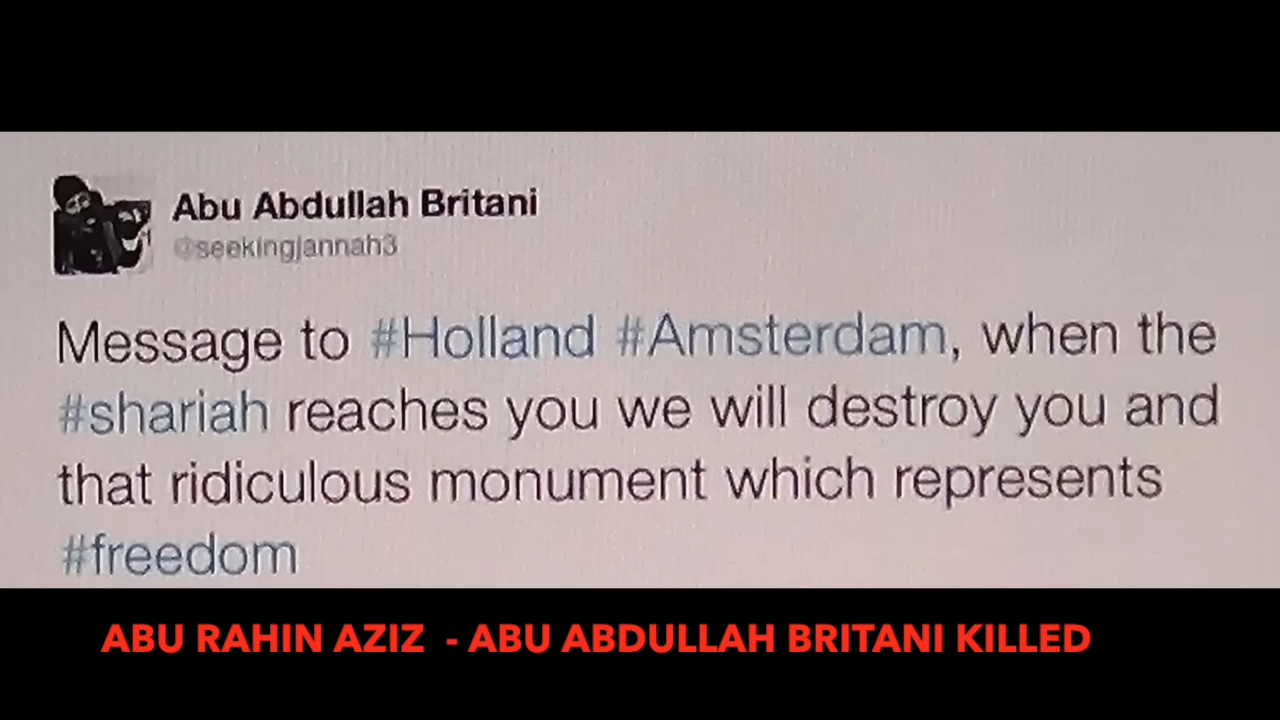 Abu Abdullah Britani
@seekingjannah3
Message to #Holland #Amsterdam, when the
#shariah reaches you we will destroy you and
that ridiculous monument which represents
#freedom
ABU RAHIN AZIZ - ABU ABDULLAH BRITANI KILLED